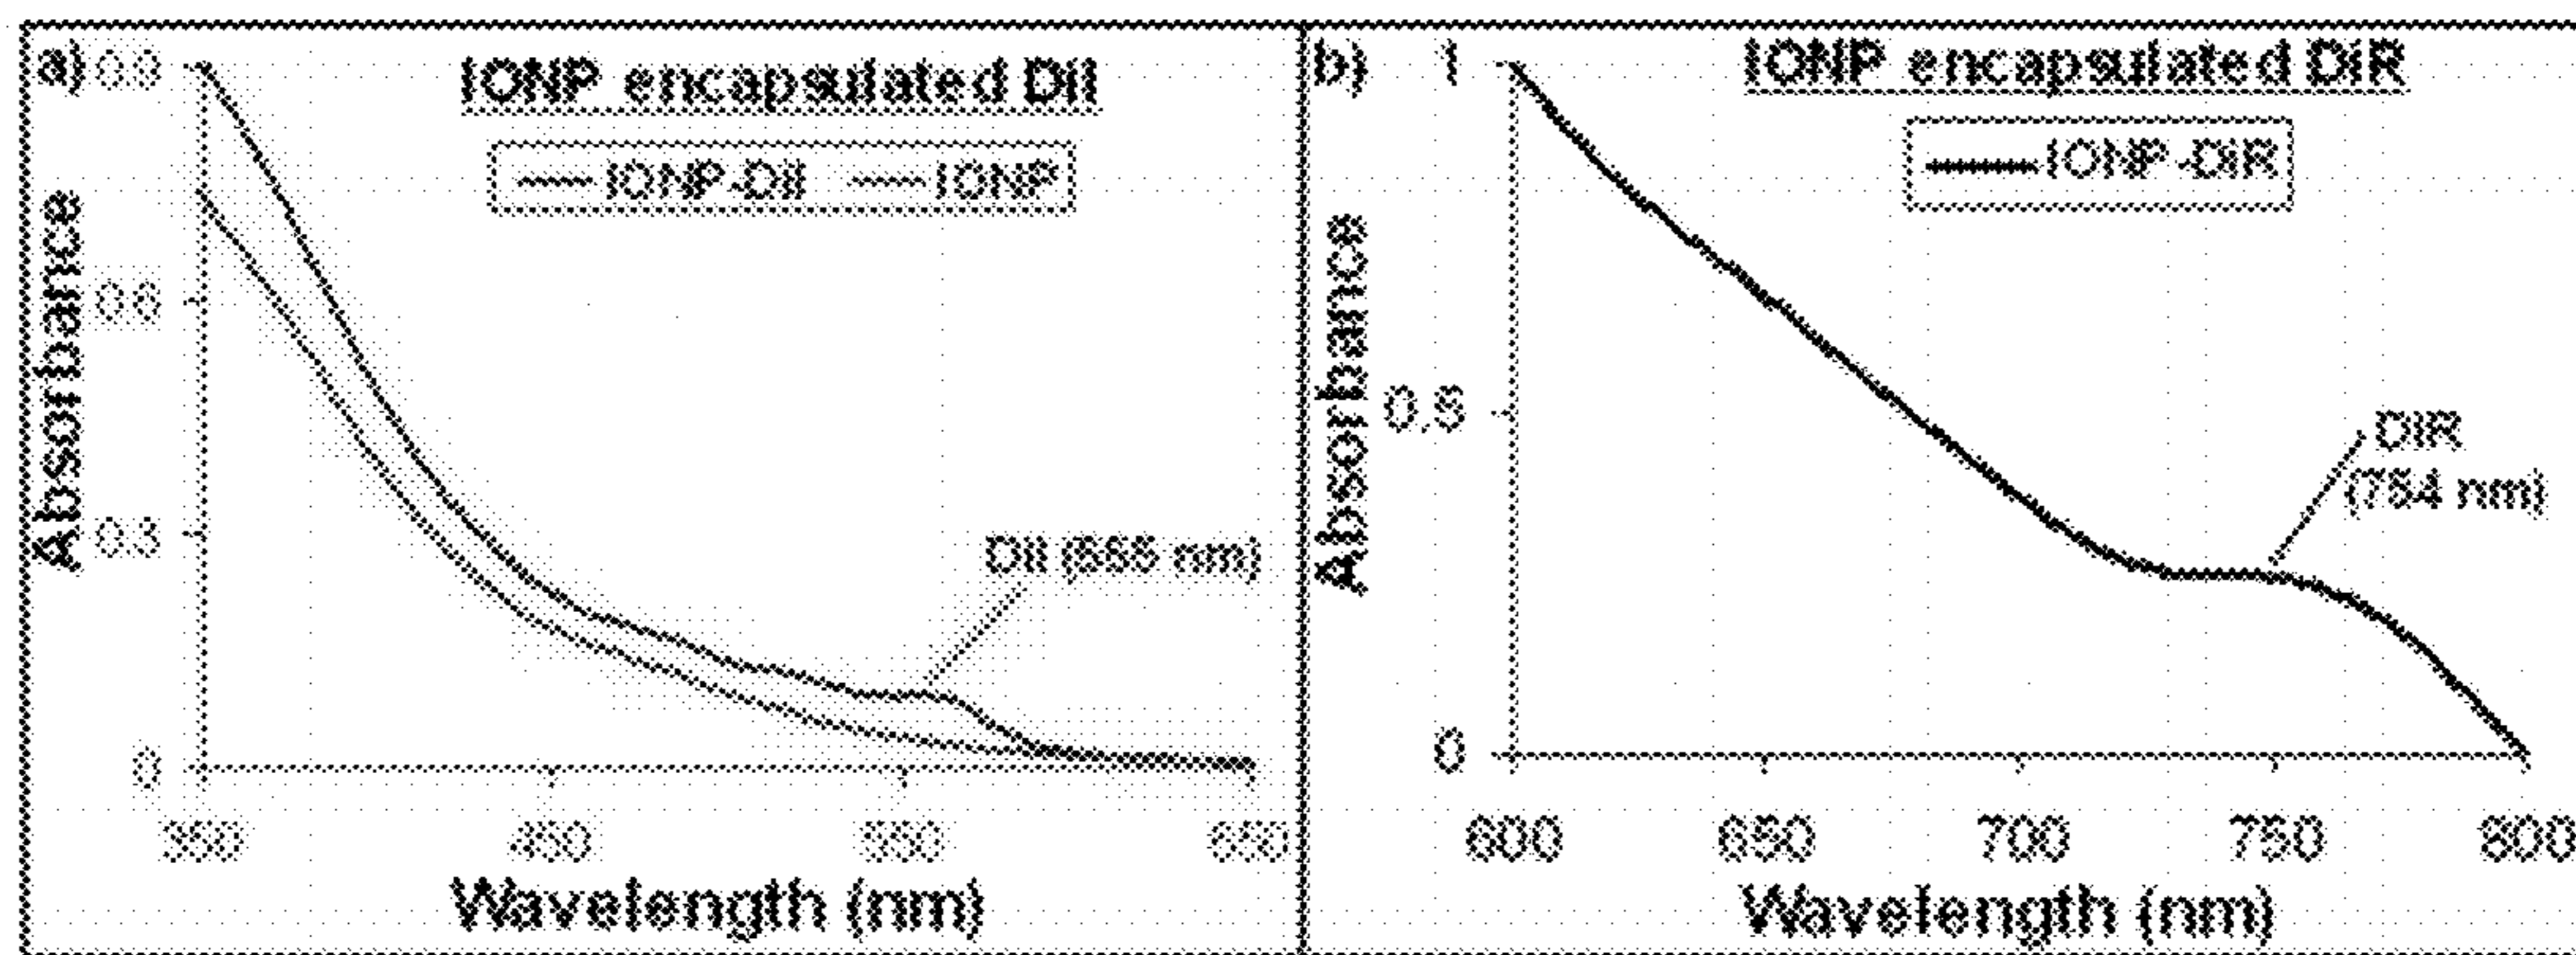 a) IONP encapsulated DiI
IONP-DiI IONP
Absorbance
0.9
0.6
0.3
0
DiI (555 nm)
350 450 550 650
Wavelength (nm)
b) IONP encapsulated DiR
IONP-DiR
Absorbance
1
0
DiR
(754 nm)
600 650 700 750 800
Wavelength (nm)